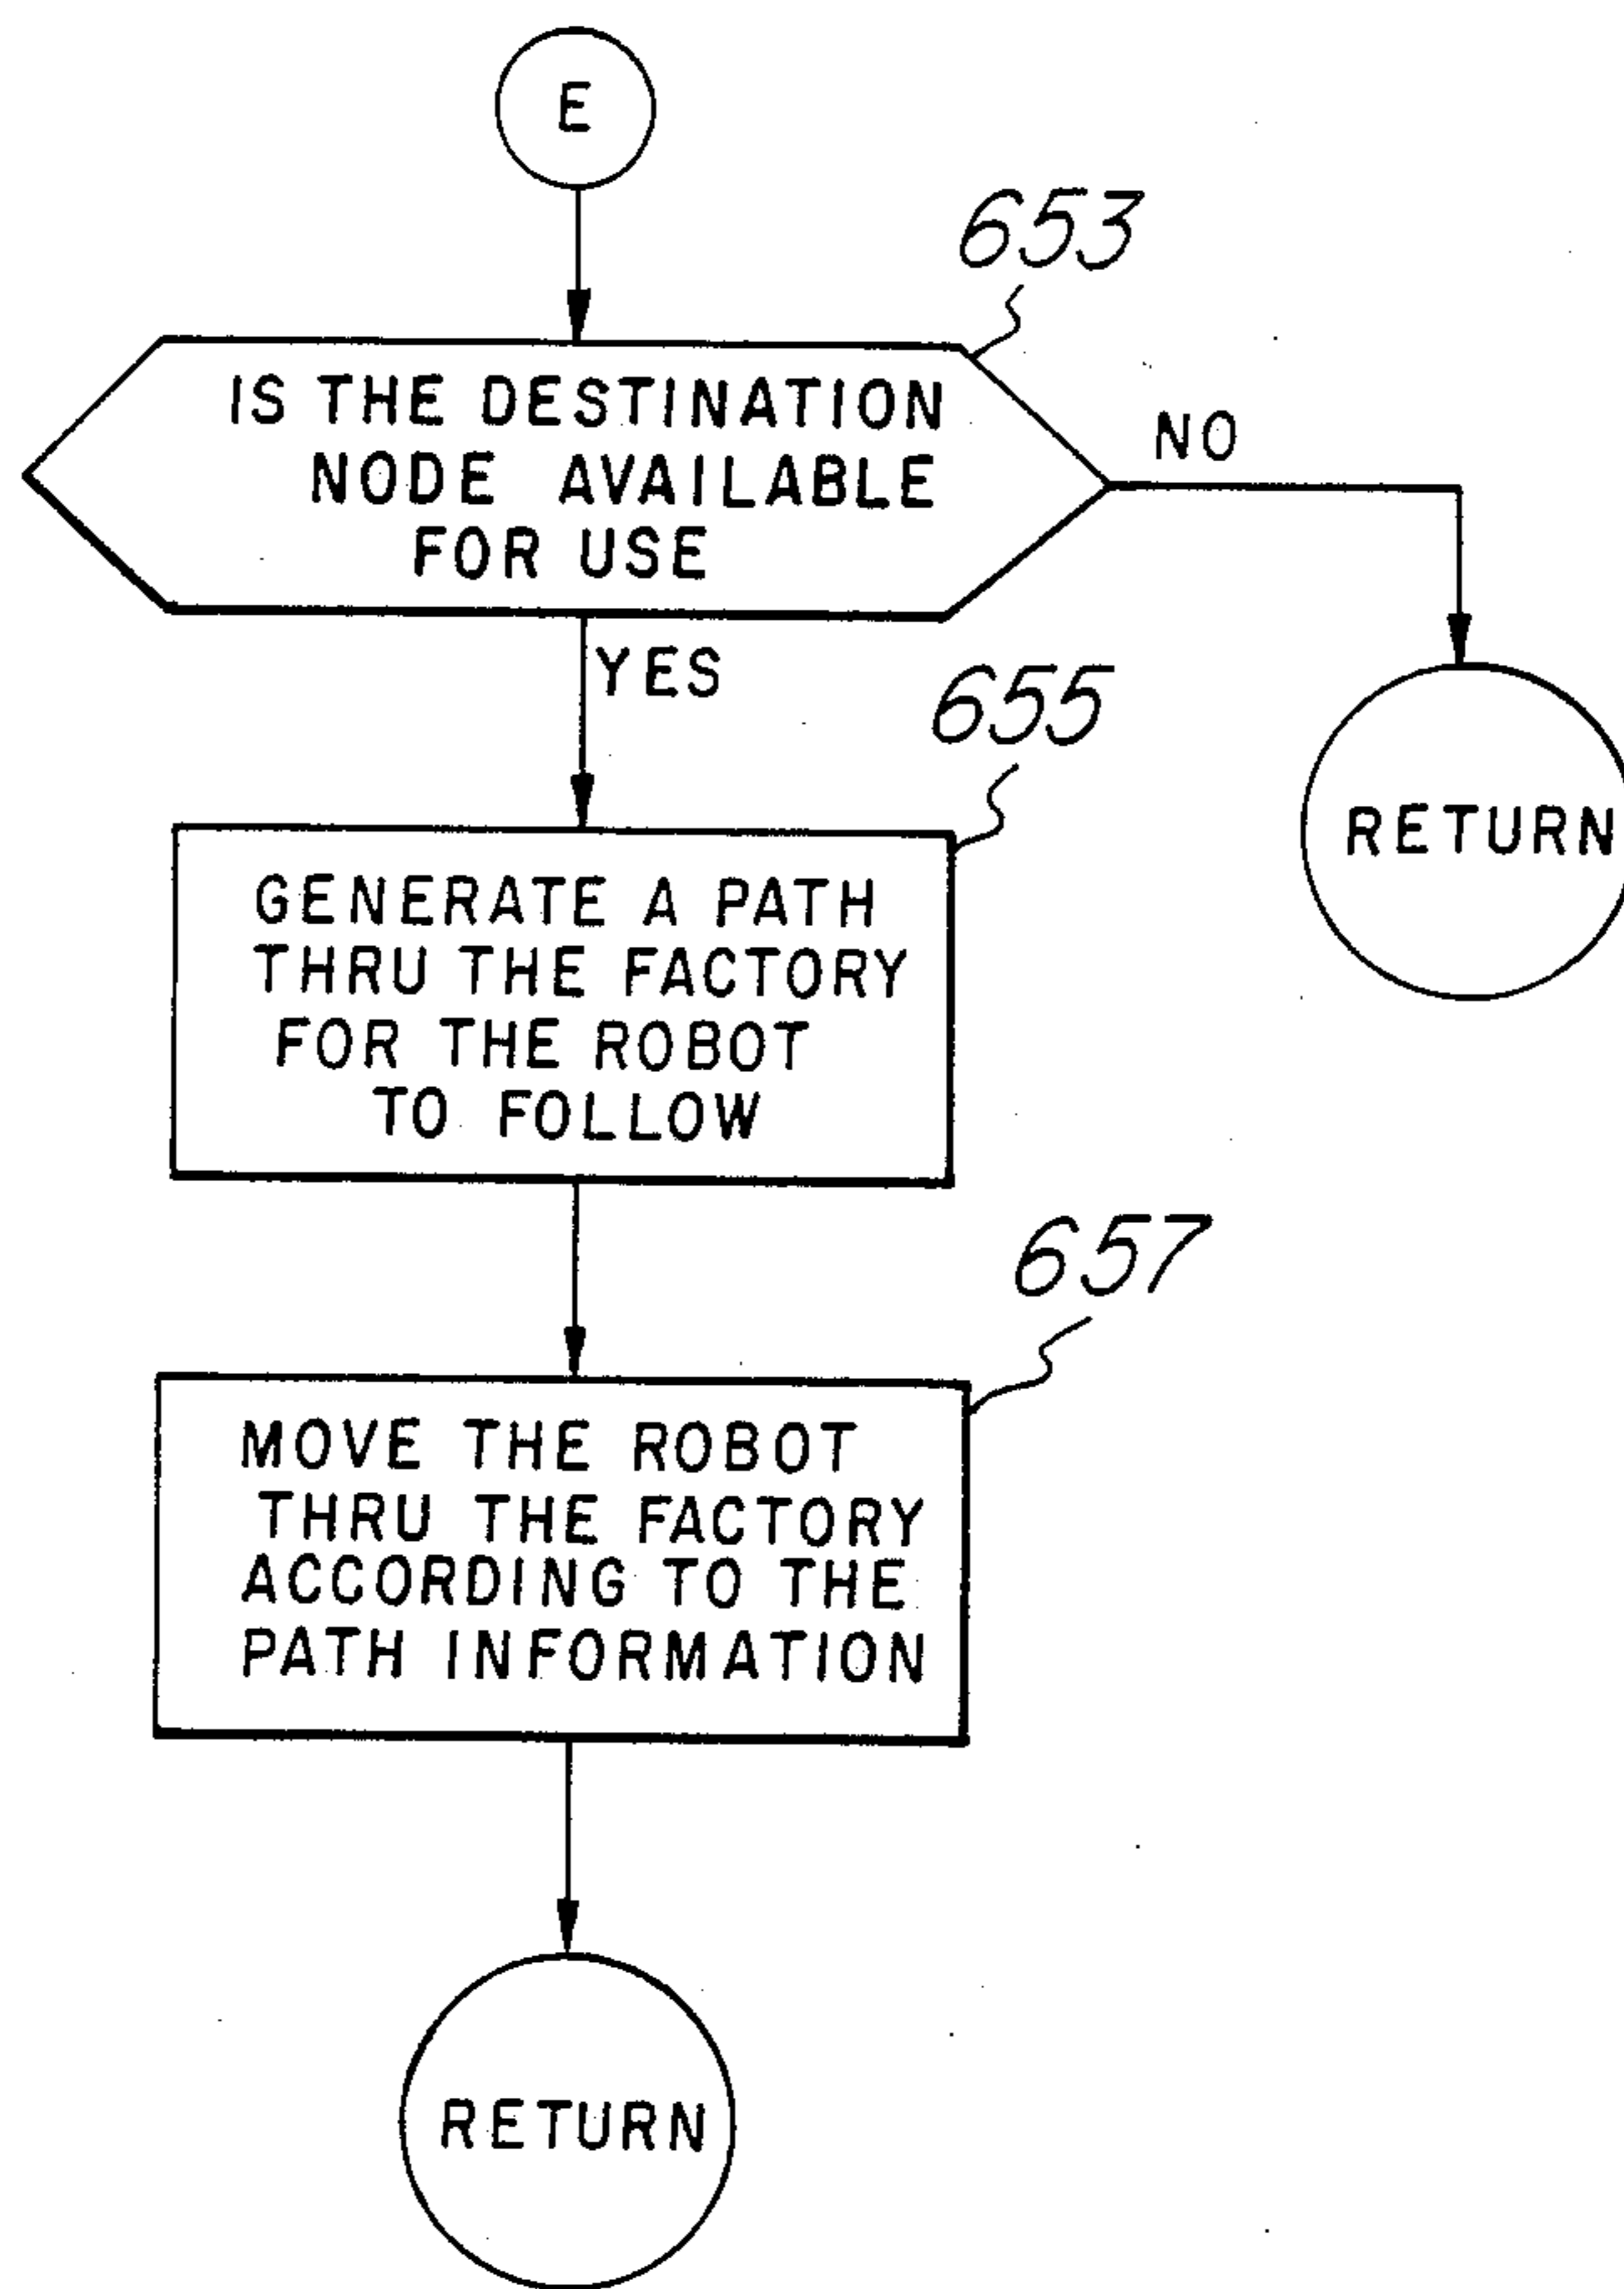 E
653
IS THE DESTINATION
NODE AVAILABLE
FOR USE
NO
YES
RETURN
655
GENERATE A PATH
THRU THE FACTORY
FOR THE ROBOT
TO FOLLOW
657
MOVE THE ROBOT
THRU THE FACTORY
ACCORDING TO THE
PATH INFORMATION
RETURN